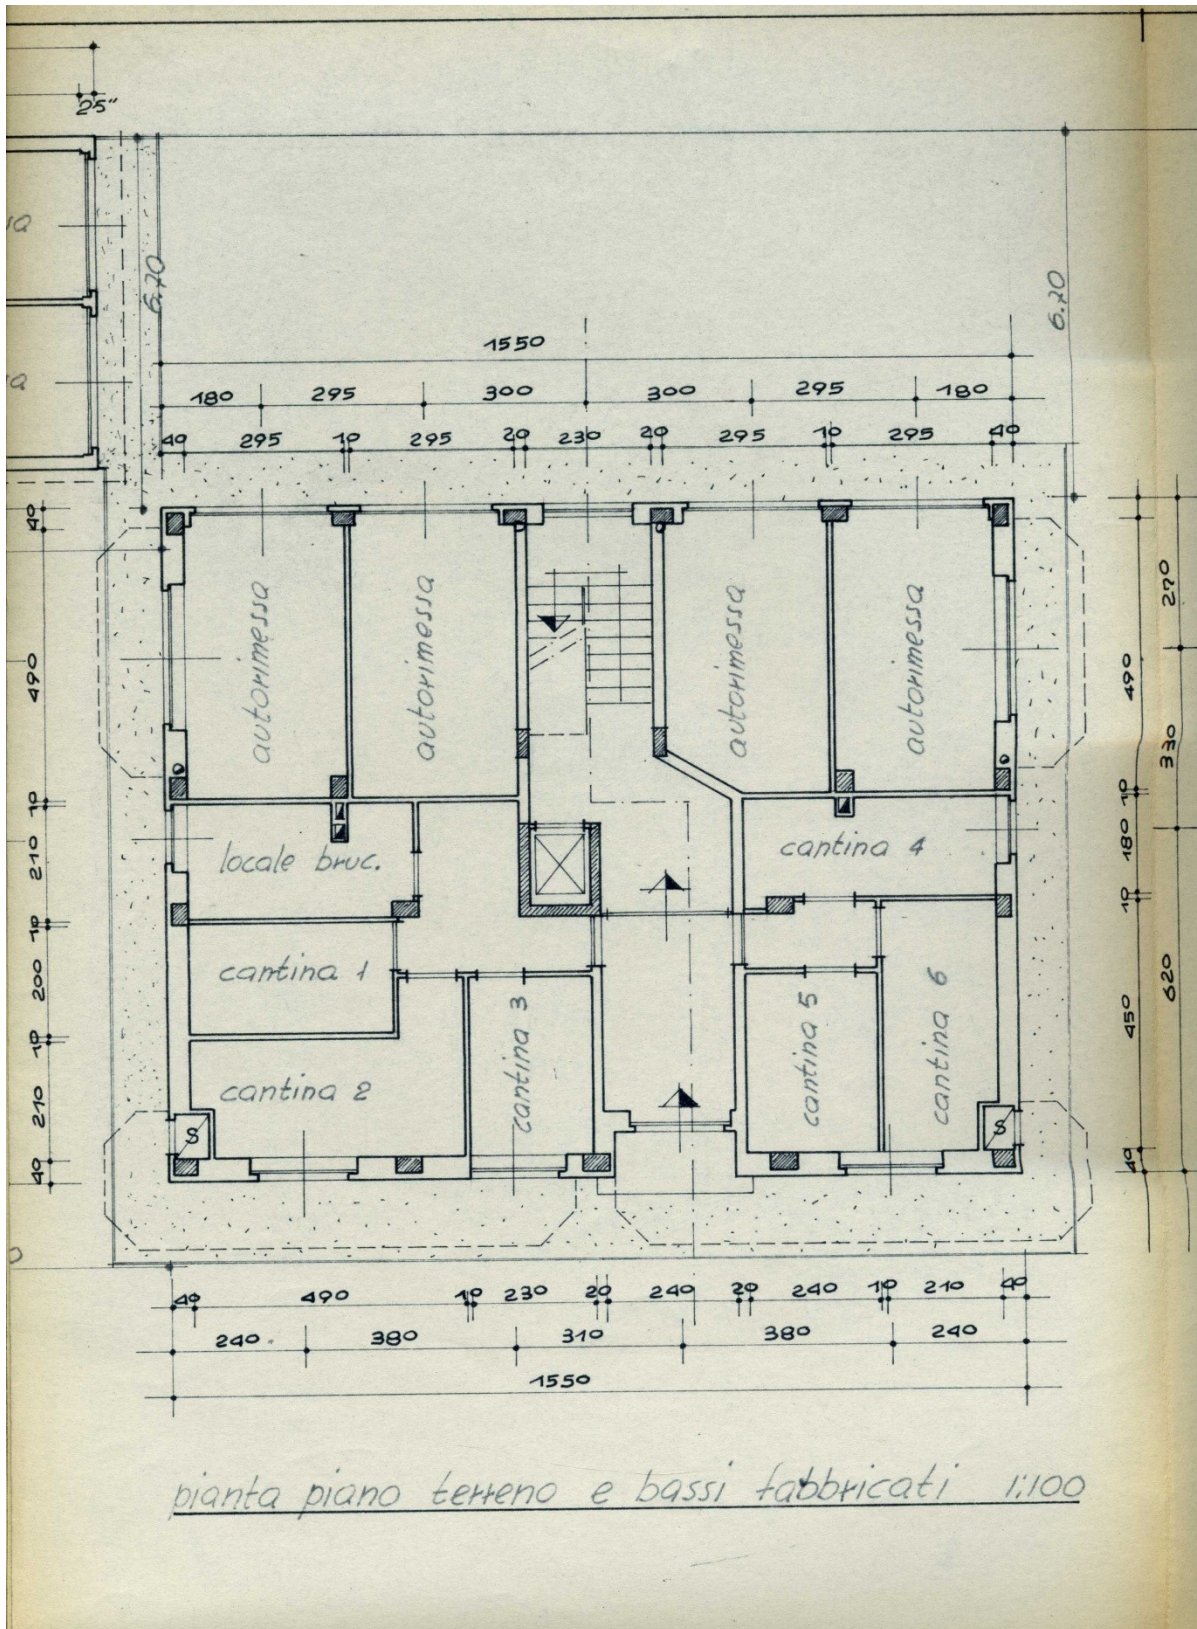 25"
6.70
6.70
1550
180 295 300 300 295 180
40 295 10 295 20 230 20 295 10 295 40
40
490
10
210
10
200
10
210
40
autorimessa
autorimessa
autorimessa
autorimessa
locale bruc.
cantina 4
cantina 1
cantina 3
cantina 5
cantina 6
cantina 2
S
S
490
10
180
10
450
40
270
330
620
40 490 10 230 20 240 20 240 10 210 40
240 380 310 380 240
1550
pianta piano terreno e bassi fabbricati 1:100